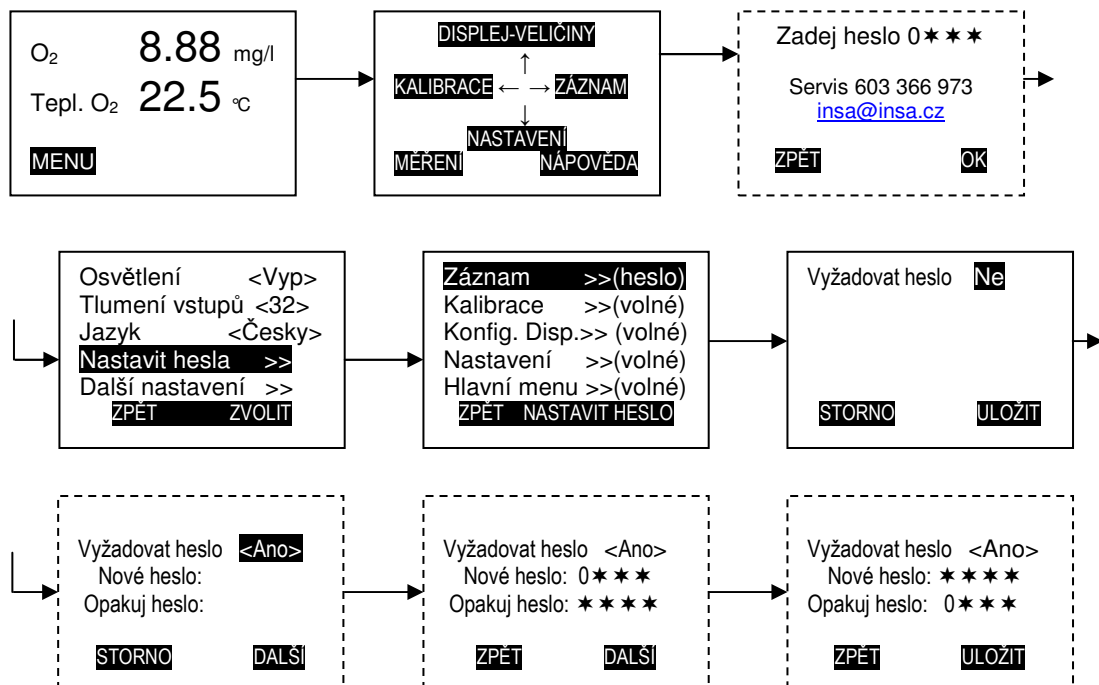 O₂ 8.88 mg/l
Tepl. O₂ 22.5 °C
MENU
DISPLEJ-VELIČINY
↑
KALIBRACE ← → ZÁZNAM
↓
NASTAVENÍ
MĚŘENÍ NÁPOVĚDA
Zadej heslo 0✶✶✶
Servis 603 366 973
insa@insa.cz
ZPĚT OK
Osvětlení <Vyp>
Tlumení vstupů <32>
Jazyk <Česky>
Nastavit hesla >>
Další nastavení >>
ZPĚT ZVOLIT
Záznam >>(heslo)
Kalibrace >>(volné)
Konfig. Disp.>> (volné)
Nastavení >>(volné)
Hlavní menu >>(volné)
ZPĚT NASTAVIT HESLO
Vyžadovat heslo Ne
STORNO ULOŽIT
Vyžadovat heslo <Ano>
Nové heslo:
Opakuj heslo:
STORNO DALŠÍ
Vyžadovat heslo <Ano>
Nové heslo: 0✶✶✶
Opakuj heslo: ✶✶✶✶
ZPĚT DALŠÍ
Vyžadovat heslo <Ano>
Nové heslo: ✶✶✶✶
Opakuj heslo: 0✶✶✶
ZPĚT ULOŽIT